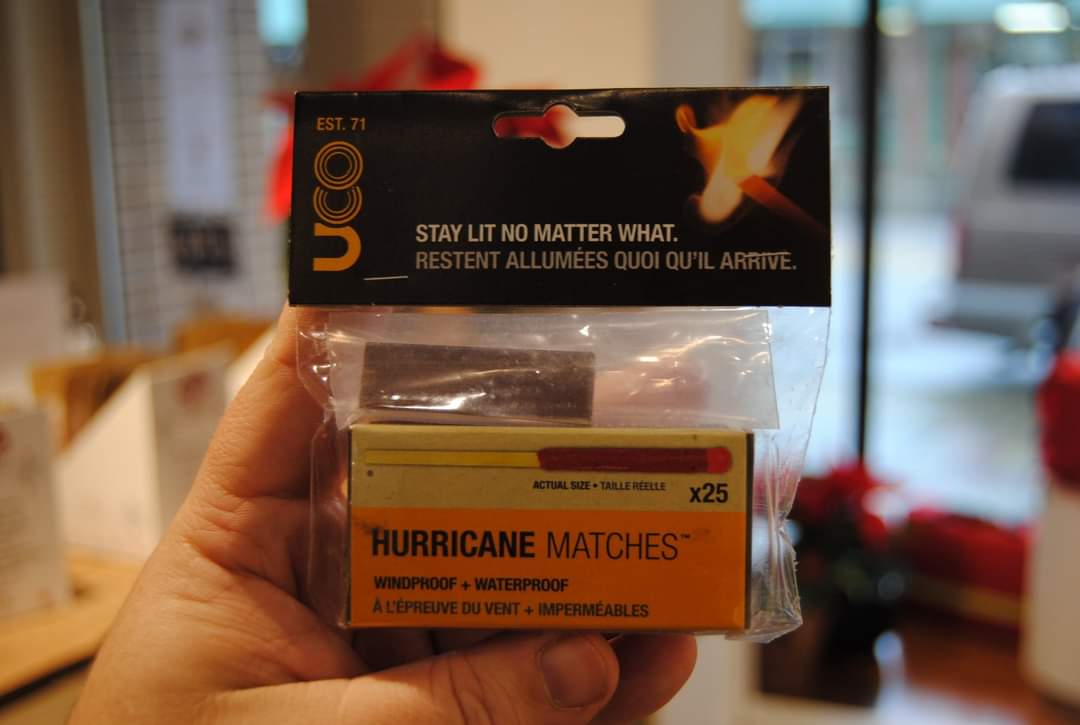 EST. 71
UCO
STAY LIT NO MATTER WHAT.
RESTENT ALLUMÉES QUOI QU'IL ARRIVE.
ACTUAL SIZE • TAILLE RÉELLE
x25
HURRICANE MATCHES™
WINDPROOF + WATERPROOF
À L'ÉPREUVE DU VENT + IMPERMÉABLES